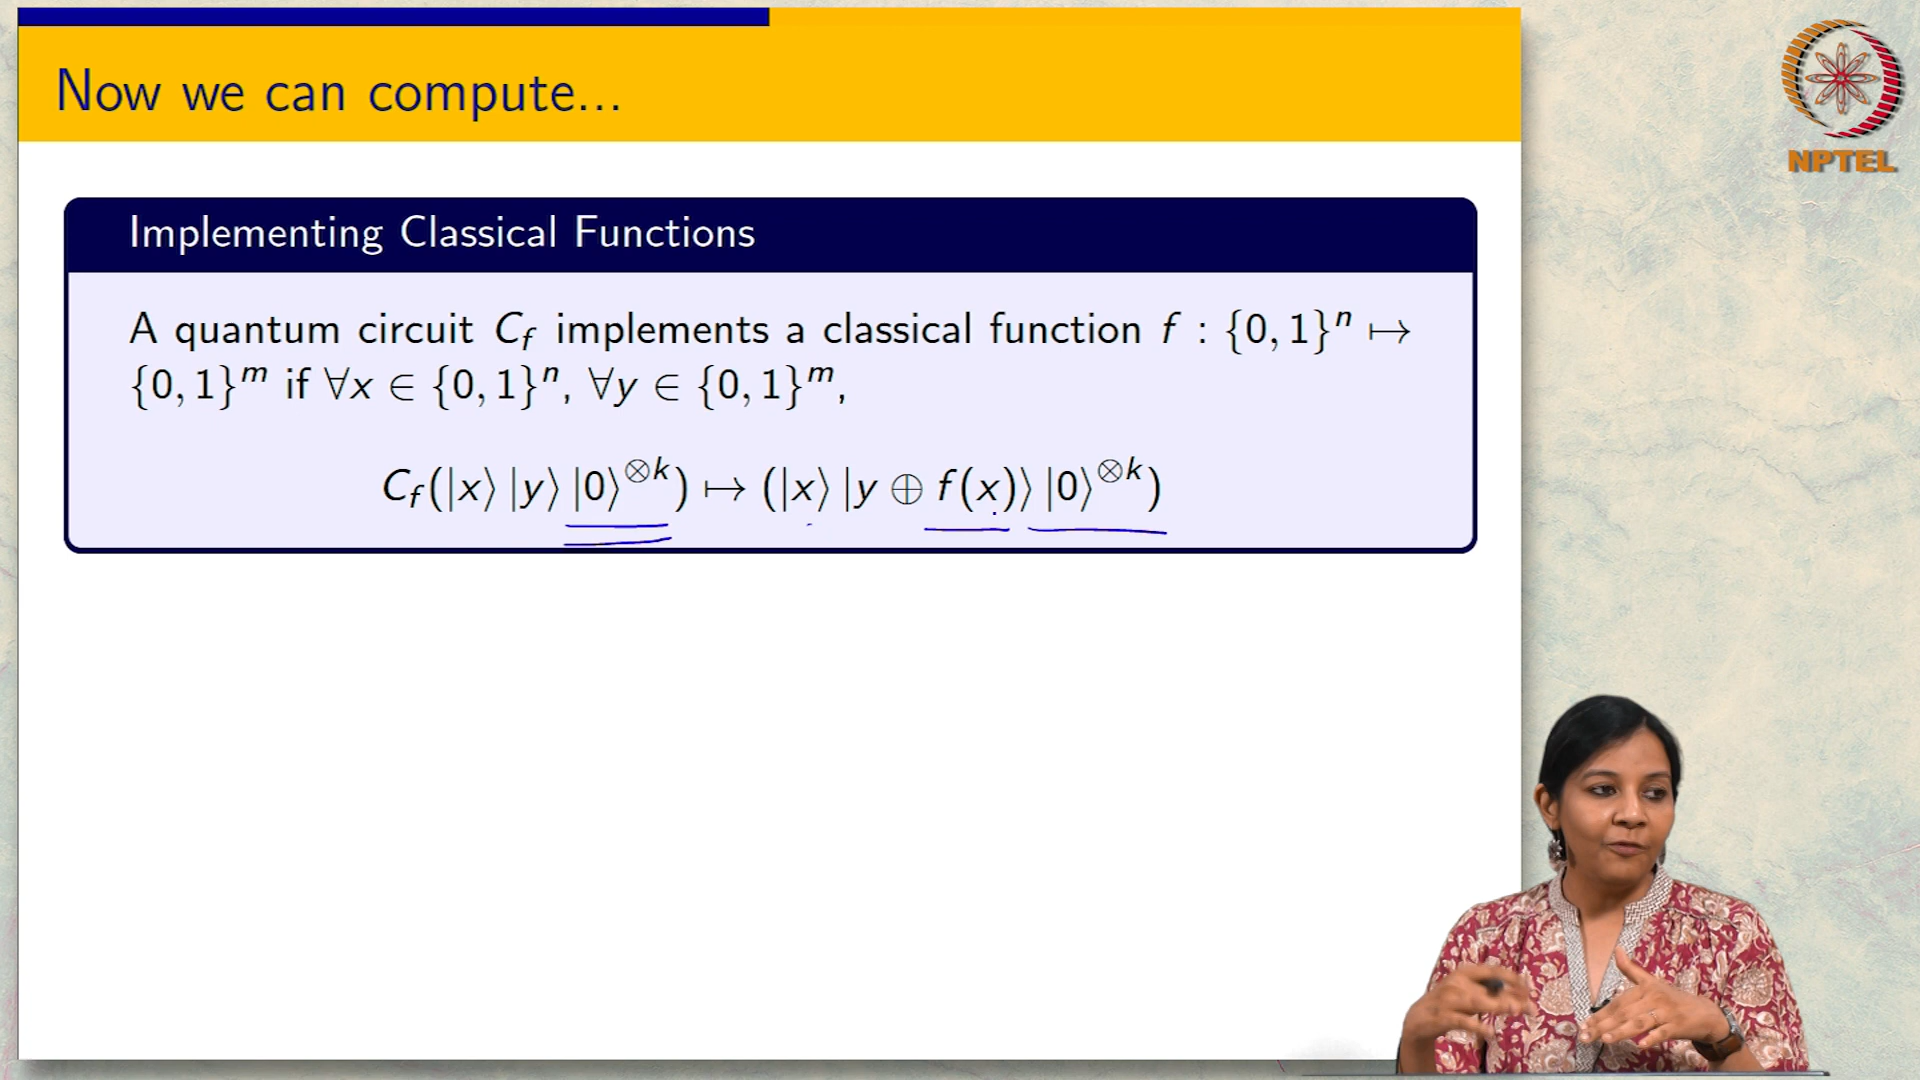 Now we can compute...
NPTEL
Implementing Classical Functions
A quantum circuit C_f implements a classical function f : {0, 1}^n ↦
{0, 1}^m if ∀x ∈ {0, 1}^n, ∀y ∈ {0, 1}^m,
C_f(|x⟩ |y⟩ |0⟩^{⊗k}) ↦ (|x⟩ |y ⊕ f(x)⟩ |0⟩^{⊗k})